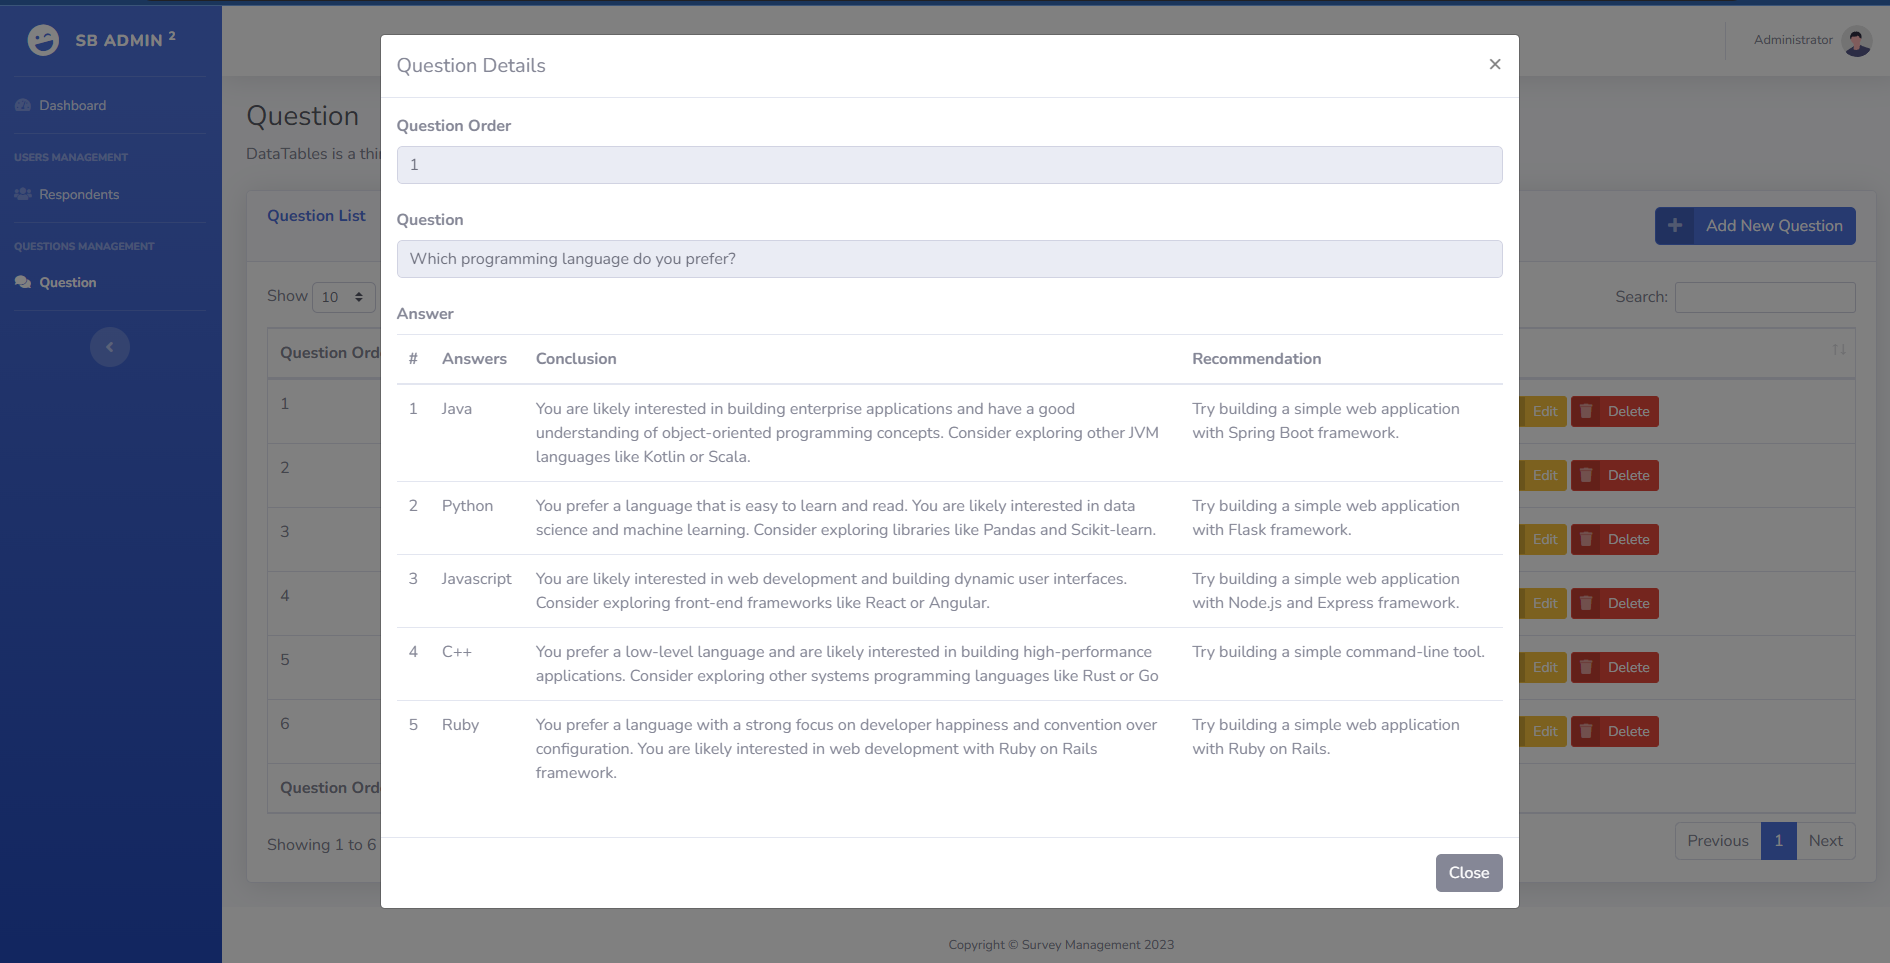 SB ADMIN 2
Dashboard
USERS MANAGEMENT
Respondents
QUESTIONS MANAGEMENT
Question
Administrator
Question
DataTables is a
Question List
Add New Question
Show 10
Search:
Question
1
Edit Delete
2
Edit Delete
3
Edit Delete
4
Edit Delete
5
Edit Delete
6
Edit Delete
Question
Showing 1 to 6
Previous 1 Next
Question Details
×
Question Order
1
Question
Which programming language do you prefer?
Answer
# Answers Conclusion Recommendation
1 Java You are likely interested in building enterprise applications and have a good Try building a simple web application
understanding of object-oriented programming concepts. Consider exploring other JVM with Spring Boot framework.
languages like Kotlin or Scala.
2 Python You prefer a language that is easy to learn and read. You are likely interested in data Try building a simple web application
science and machine learning. Consider exploring libraries like Pandas and Scikit-learn. with Flask framework.
3 Javascript You are likely interested in web development and building dynamic user interfaces. Try building a simple web application
Consider exploring front-end frameworks like React or Angular. with Node.js and Express framework.
4 C++ You prefer a low-level language and are likely interested in building high-performance Try building a simple command-line tool.
applications. Consider exploring other systems programming languages like Rust or Go
5 Ruby You prefer a language with a strong focus on developer happiness and convention over Try building a simple web application
configuration. You are likely interested in web development with Ruby on Rails with Ruby on Rails.
framework.
Close
Copyright © Survey Management 2023